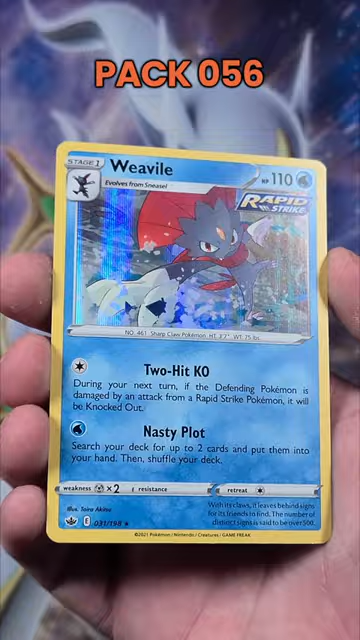 PACK 056
STAGE 1
Weavile
HP 110
Evolves from Sneasel
RAPID
STRIKE
NO. 461 Sharp Claw Pokémon HT: 3'7" WT: 75 lbs.
Two-Hit KO
During your next turn, if the Defending Pokémon is
damaged by an attack from a Rapid Strike Pokémon, it will
be Knocked Out.
Nasty Plot
Search your deck for up to 2 cards and put them into
your hand. Then, shuffle your deck.
weakness ×2 resistance retreat
Illus. Taira Akitsu
E 031/198 ★
With its claws, it leaves behind signs
for its friends to find. The number of
distinct signs is said to be over 500.
©2021 Pokémon / Nintendo / Creatures / GAME FREAK